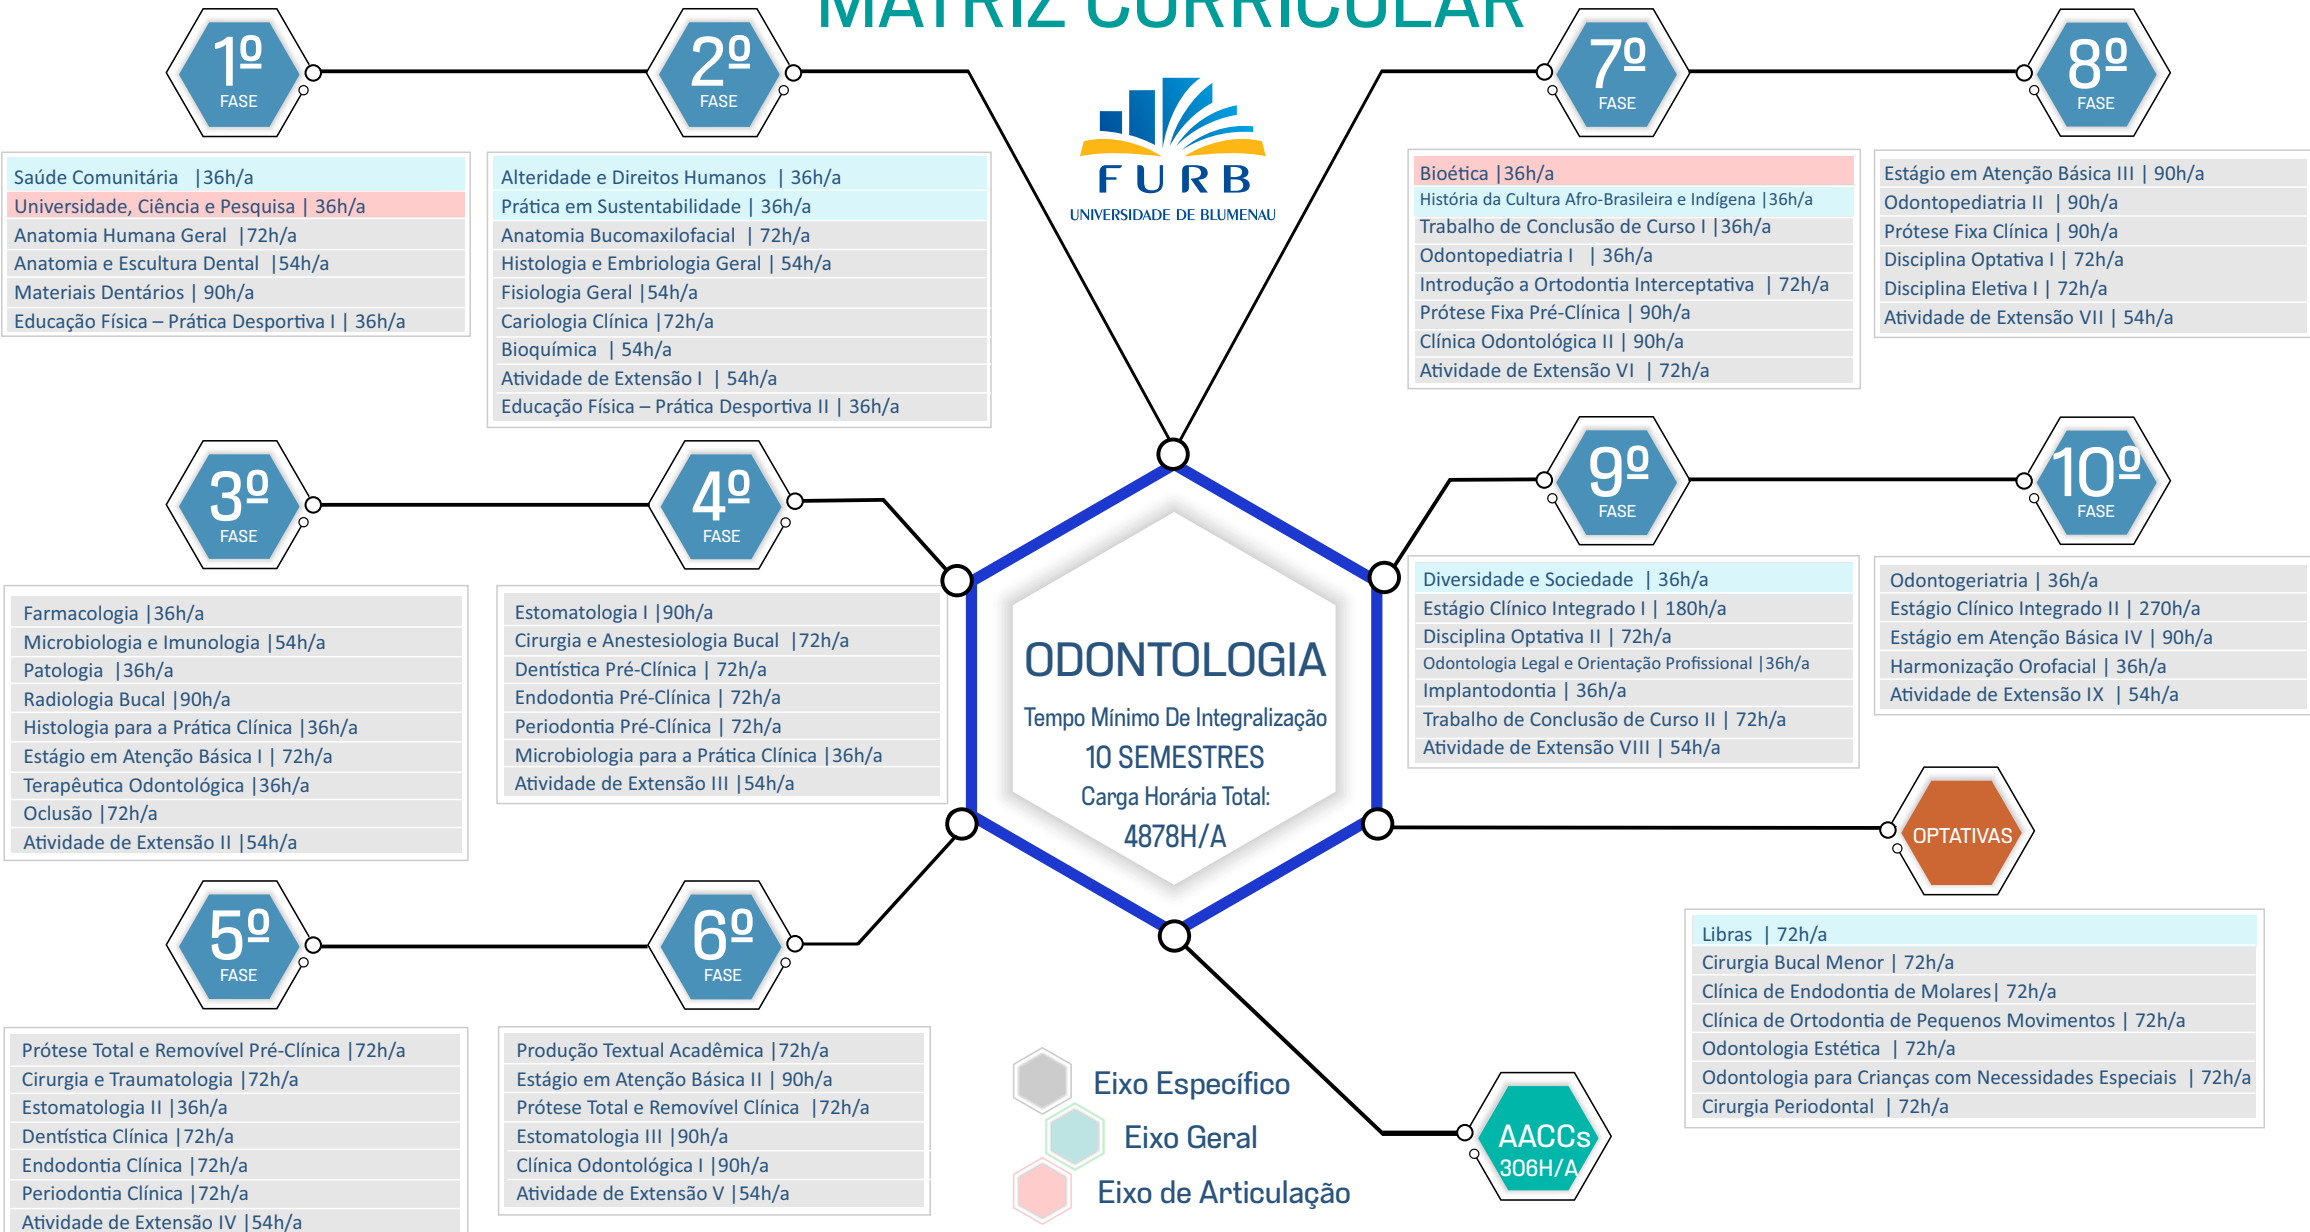 MATRIZ CURRICULAR
1º
FASE
Saúde Comunitária |36h/a
Universidade, Ciência e Pesquisa | 36h/a
Anatomia Humana Geral |72h/a
Anatomia e Escultura Dental |54h/a
Materiais Dentários | 90h/a
Educação Física – Prática Desportiva I | 36h/a
2º
FASE
Alteridade e Direitos Humanos | 36h/a
Prática em Sustentabilidade | 36h/a
Anatomia Bucomaxilofacial | 72h/a
Histologia e Embriologia Geral | 54h/a
Fisiologia Geral |54h/a
Cariologia Clínica |72h/a
Bioquímica | 54h/a
Atividade de Extensão I | 54h/a
Educação Física – Prática Desportiva II | 36h/a
FURB
UNIVERSIDADE DE BLUMENAU
7º
FASE
Bioética |36h/a
História da Cultura Afro-Brasileira e Indígena |36h/a
Trabalho de Conclusão de Curso I |36h/a
Odontopediatria I | 36h/a
Introdução a Ortodontia Interceptativa | 72h/a
Prótese Fixa Pré-Clínica | 90h/a
Clínica Odontológica II | 90h/a
Atividade de Extensão VI | 72h/a
8º
FASE
Estágio em Atenção Básica III | 90h/a
Odontopediatria II | 90h/a
Prótese Fixa Clínica | 90h/a
Disciplina Optativa I | 72h/a
Disciplina Eletiva I | 72h/a
Atividade de Extensão VII | 54h/a
3º
FASE
Farmacologia |36h/a
Microbiologia e Imunologia |54h/a
Patologia |36h/a
Radiologia Bucal |90h/a
Histologia para a Prática Clínica |36h/a
Estágio em Atenção Básica I | 72h/a
Terapêutica Odontológica |36h/a
Oclusão |72h/a
Atividade de Extensão II |54h/a
4º
FASE
Estomatologia I |90h/a
Cirurgia e Anestesiologia Bucal |72h/a
Dentística Pré-Clínica | 72h/a
Endodontia Pré-Clínica | 72h/a
Periodontia Pré-Clínica | 72h/a
Microbiologia para a Prática Clínica |36h/a
Atividade de Extensão III |54h/a
ODONTOLOGIA
Tempo Mínimo De Integralização
10 SEMESTRES
Carga Horária Total:
4878H/A
9º
FASE
Diversidade e Sociedade | 36h/a
Estágio Clínico Integrado I | 180h/a
Disciplina Optativa II | 72h/a
Odontologia Legal e Orientação Profissional |36h/a
Implantodontia | 36h/a
Trabalho de Conclusão de Curso II | 72h/a
Atividade de Extensão VIII | 54h/a
10º
FASE
Odontogeriatria | 36h/a
Estágio Clínico Integrado II | 270h/a
Estágio em Atenção Básica IV | 90h/a
Harmonização Orofacial | 36h/a
Atividade de Extensão IX | 54h/a
5º
FASE
Prótese Total e Removível Pré-Clínica |72h/a
Cirurgia e Traumatologia |72h/a
Estomatologia II |36h/a
Dentística Clínica |72h/a
Endodontia Clínica |72h/a
Periodontia Clínica |72h/a
Atividade de Extensão IV |54h/a
6º
FASE
Produção Textual Acadêmica |72h/a
Estágio em Atenção Básica II | 90h/a
Prótese Total e Removível Clínica |72h/a
Estomatologia III |90h/a
Clínica Odontológica I |90h/a
Atividade de Extensão V |54h/a
Eixo Específico
Eixo Geral
Eixo de Articulação
AACCs
306H/A
OPTATIVAS
Libras | 72h/a
Cirurgia Bucal Menor | 72h/a
Clínica de Endodontia de Molares| 72h/a
Clínica de Ortodontia de Pequenos Movimentos | 72h/a
Odontologia Estética | 72h/a
Odontologia para Crianças com Necessidades Especiais | 72h/a
Cirurgia Periodontal | 72h/a